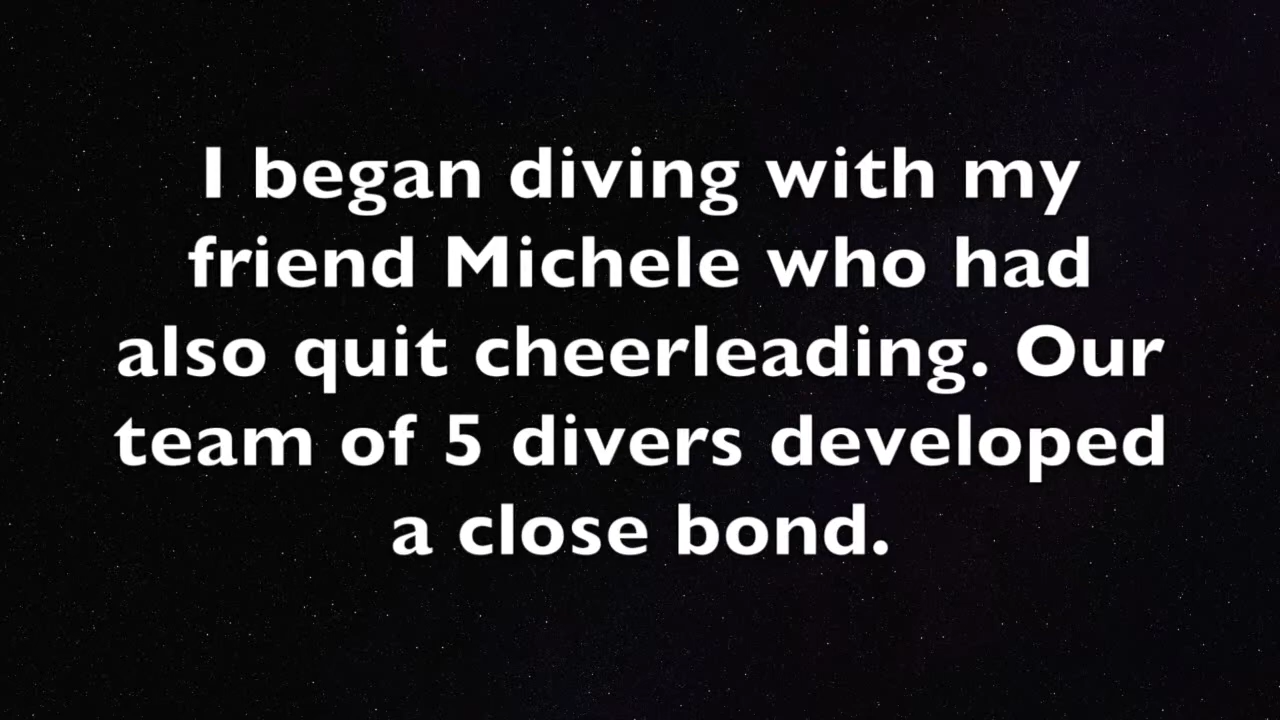 I began diving with my
friend Michele who had
also quit cheerleading. Our
team of 5 divers developed
a close bond.